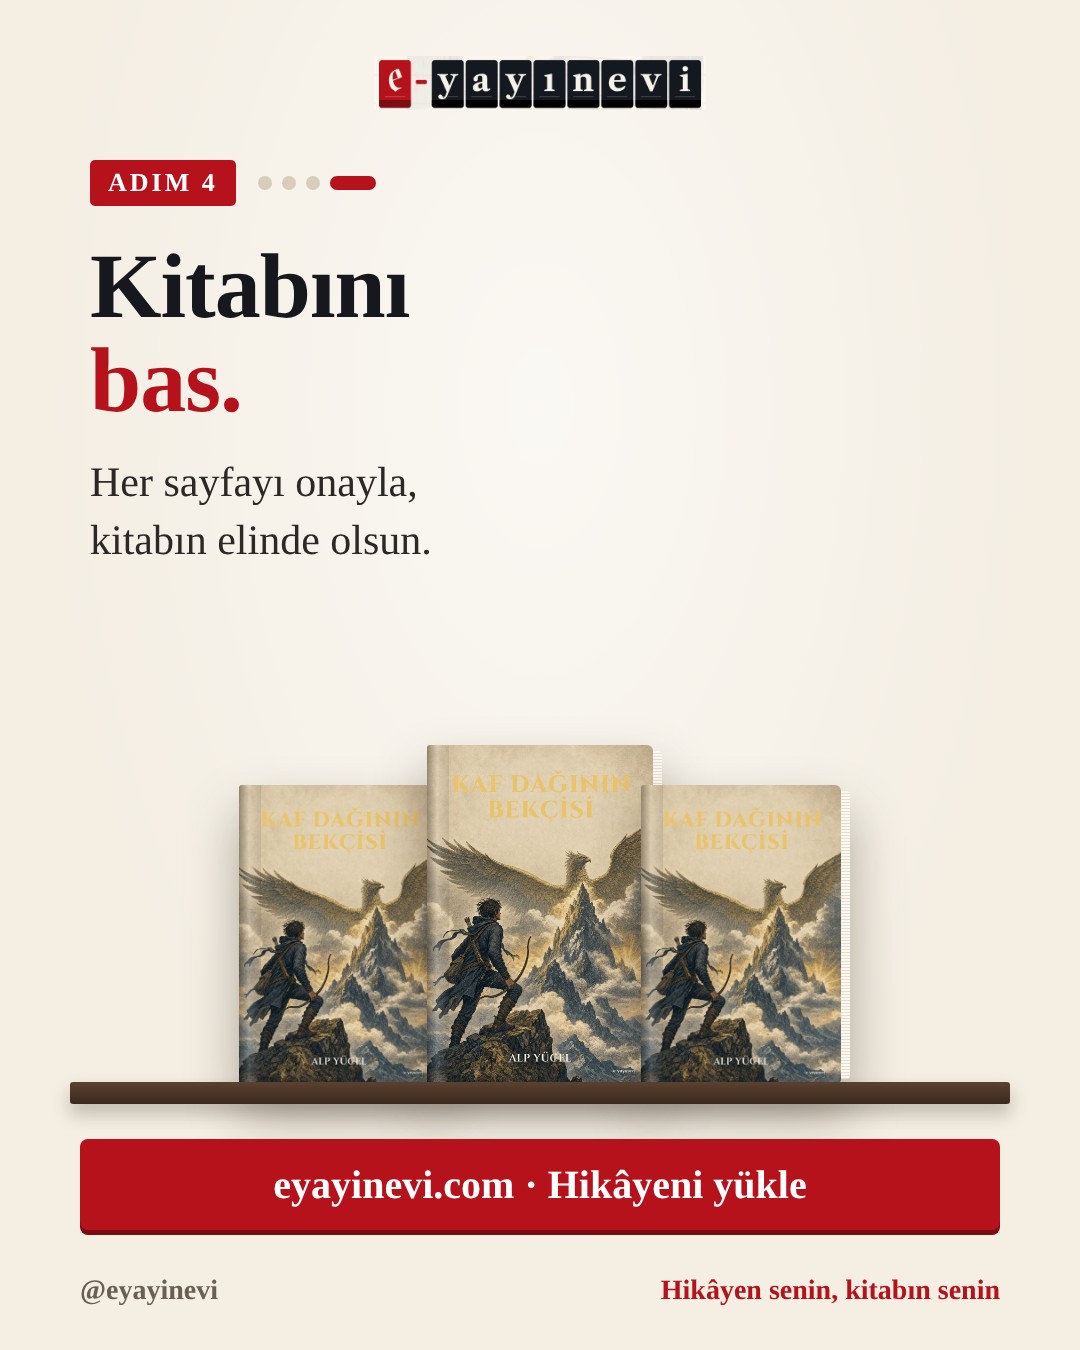 e-yayınevi
ADIM 4
Kitabını
bas.
Her sayfayı onayla,
kitabın elinde olsun.
KAF DAĞININ
BEKÇİSİ
KAF DAĞININ
BEKÇİSİ
KAF DAĞININ
BEKÇİSİ
ALP YÜCEL
ALP YÜCEL
ALP YÜCEL
eyayinevi.com · Hikâyeni yükle
@eyayinevi
Hikâyen senin, kitabın senin